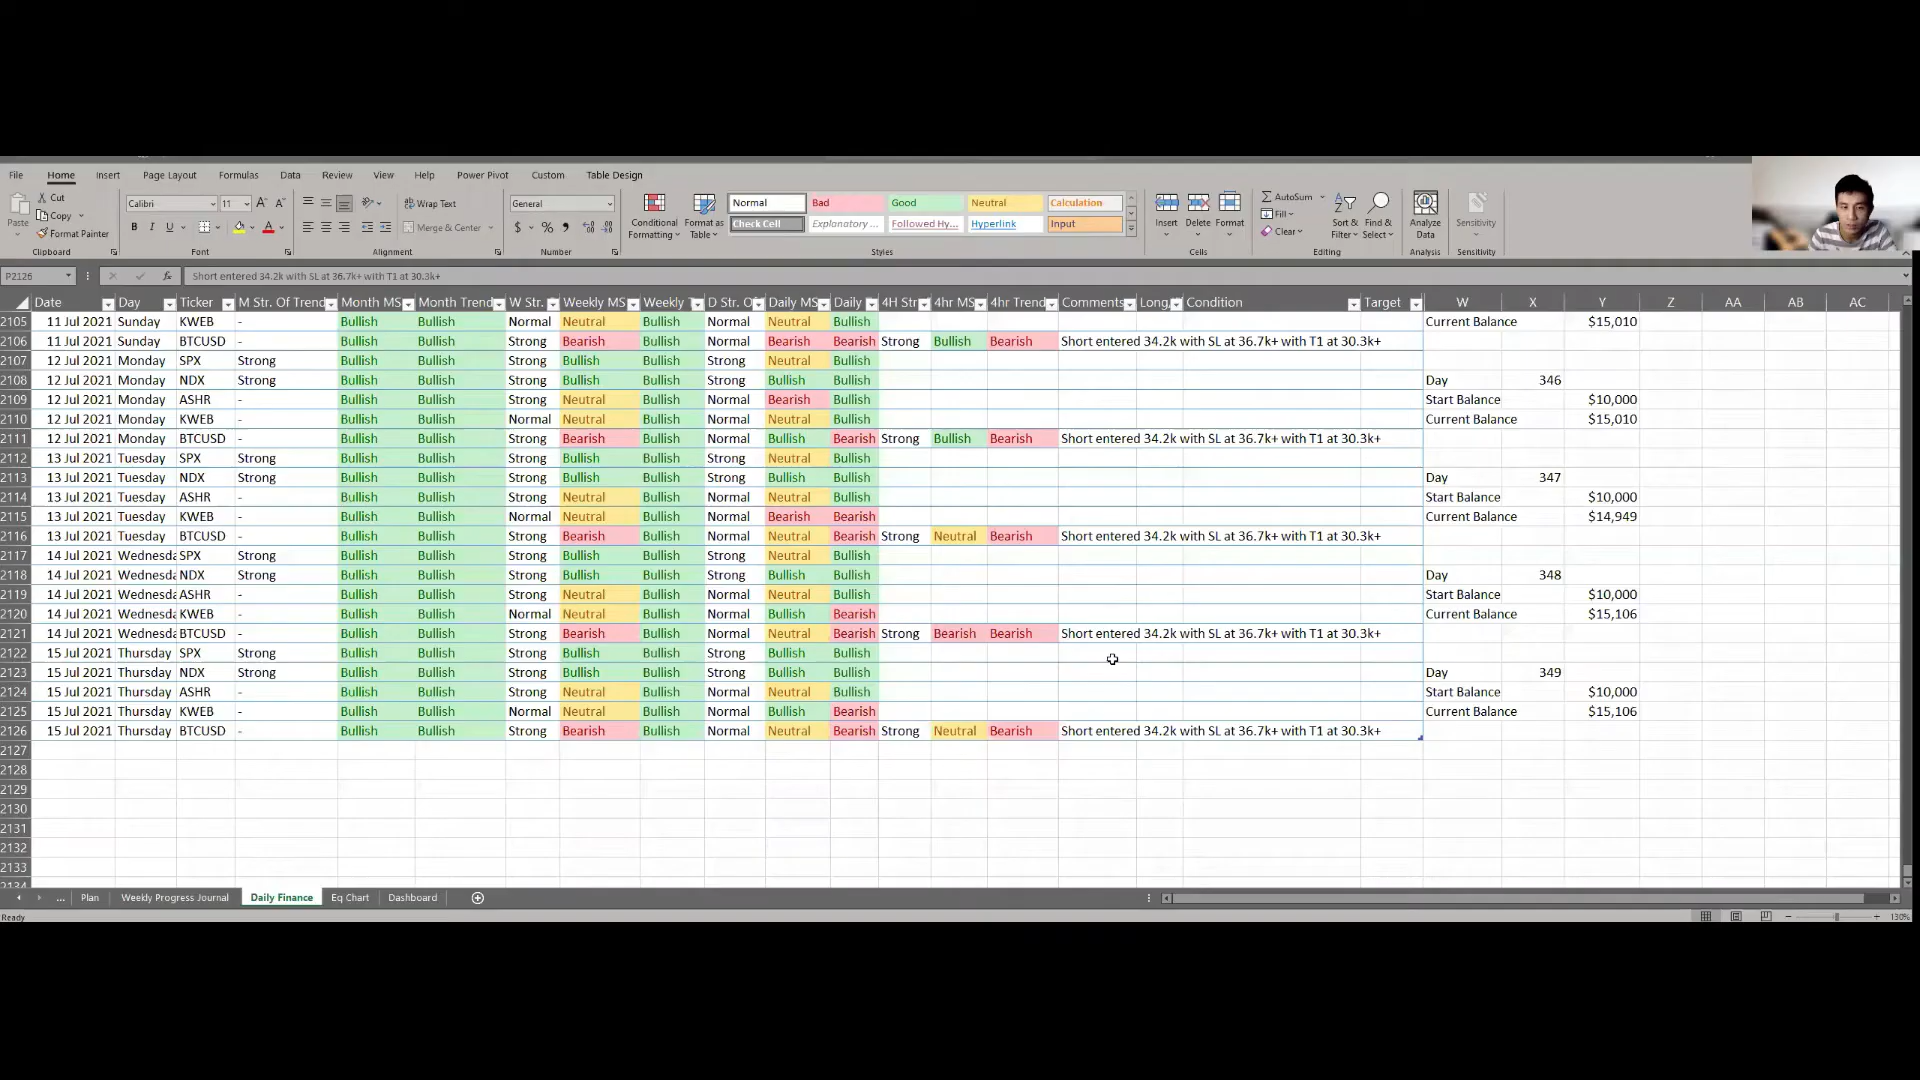 File Home Insert Page Layout Formulas Data Review View Help Power Pivot Custom Table Design
Cut Calibri 11 Wrap Text General Normal Bad Good Neutral Calculation AutoSum
Copy Fill
Paste Format Painter B I U Merge & Center $ % Conditional Formatting Format as Table Check Cell Explanatory ... Followed Hy... Hyperlink Input Insert Delete Format Clear Sort & Filter Find & Select Analyze Data Sensitivity
Clipboard Font Alignment Number Styles Cells Editing Analysis Sensitivity
P2126 fx Short entered 34.2k with SL at 36.7k+ with T1 at 30.3k+
Date Day Ticker M Str. Of Trend Month MS Month Trend W Str. Weekly MS Weekly D Str. O Daily MS Daily 4H Str 4hr MS 4hr Trend Comments Long Condition Target W X Y Z AA AB AC
2105 11 Jul 2021 Sunday KWEB - Bullish Bullish Normal Neutral Bullish Normal Neutral Bullish Current Balance $15,010
2106 11 Jul 2021 Sunday BTCUSD - Bullish Bullish Strong Bearish Bullish Normal Bearish Bearish Strong Bullish Bearish Short entered 34.2k with SL at 36.7k+ with T1 at 30.3k+
2107 12 Jul 2021 Monday SPX Strong Bullish Bullish Strong Bullish Bullish Strong Neutral Bullish
2108 12 Jul 2021 Monday NDX Strong Bullish Bullish Strong Bullish Bullish Strong Bullish Bullish Day 346
2109 12 Jul 2021 Monday ASHR - Bullish Bullish Strong Neutral Bullish Normal Bearish Bullish Start Balance $10,000
2110 12 Jul 2021 Monday KWEB - Bullish Bullish Normal Neutral Bullish Normal Neutral Bullish Current Balance $15,010
2111 12 Jul 2021 Monday BTCUSD - Bullish Bullish Strong Bearish Bullish Normal Bullish Bearish Strong Bullish Bearish Short entered 34.2k with SL at 36.7k+ with T1 at 30.3k+
2112 13 Jul 2021 Tuesday SPX Strong Bullish Bullish Strong Bullish Bullish Strong Neutral Bullish
2113 13 Jul 2021 Tuesday NDX Strong Bullish Bullish Strong Bullish Bullish Strong Bullish Bullish Day 347
2114 13 Jul 2021 Tuesday ASHR - Bullish Bullish Strong Neutral Bullish Normal Neutral Bullish Start Balance $10,000
2115 13 Jul 2021 Tuesday KWEB - Bullish Bullish Normal Neutral Bullish Normal Bearish Bearish Current Balance $14,949
2116 13 Jul 2021 Tuesday BTCUSD - Bullish Bullish Strong Bearish Bullish Normal Neutral Bearish Strong Neutral Bearish Short entered 34.2k with SL at 36.7k+ with T1 at 30.3k+
2117 14 Jul 2021 Wednesda SPX Strong Bullish Bullish Strong Bullish Bullish Strong Neutral Bullish
2118 14 Jul 2021 Wednesda NDX Strong Bullish Bullish Strong Bullish Bullish Strong Bullish Bullish Day 348
2119 14 Jul 2021 Wednesda ASHR - Bullish Bullish Strong Neutral Bullish Normal Neutral Bullish Start Balance $10,000
2120 14 Jul 2021 Wednesda KWEB - Bullish Bullish Normal Neutral Bullish Normal Bullish Bearish Current Balance $15,106
2121 14 Jul 2021 Wednesda BTCUSD - Bullish Bullish Strong Bearish Bullish Normal Neutral Bearish Strong Bearish Bearish Short entered 34.2k with SL at 36.7k+ with T1 at 30.3k+
2122 15 Jul 2021 Thursday SPX Strong Bullish Bullish Strong Bullish Bullish Strong Bullish Bullish
2123 15 Jul 2021 Thursday NDX Strong Bullish Bullish Strong Bullish Bullish Strong Bullish Bullish Day 349
2124 15 Jul 2021 Thursday ASHR - Bullish Bullish Strong Neutral Bullish Normal Neutral Bullish Start Balance $10,000
2125 15 Jul 2021 Thursday KWEB - Bullish Bullish Normal Neutral Bullish Normal Bullish Bearish Current Balance $15,106
2126 15 Jul 2021 Thursday BTCUSD - Bullish Bullish Strong Bearish Bullish Normal Neutral Bearish Strong Neutral Bearish Short entered 34.2k with SL at 36.7k+ with T1 at 30.3k+
2127
2128
2129
2130
2131
2132
2133
2134
... Plan Weekly Progress Journal Daily Finance Eq Chart Dashboard
Ready 130%